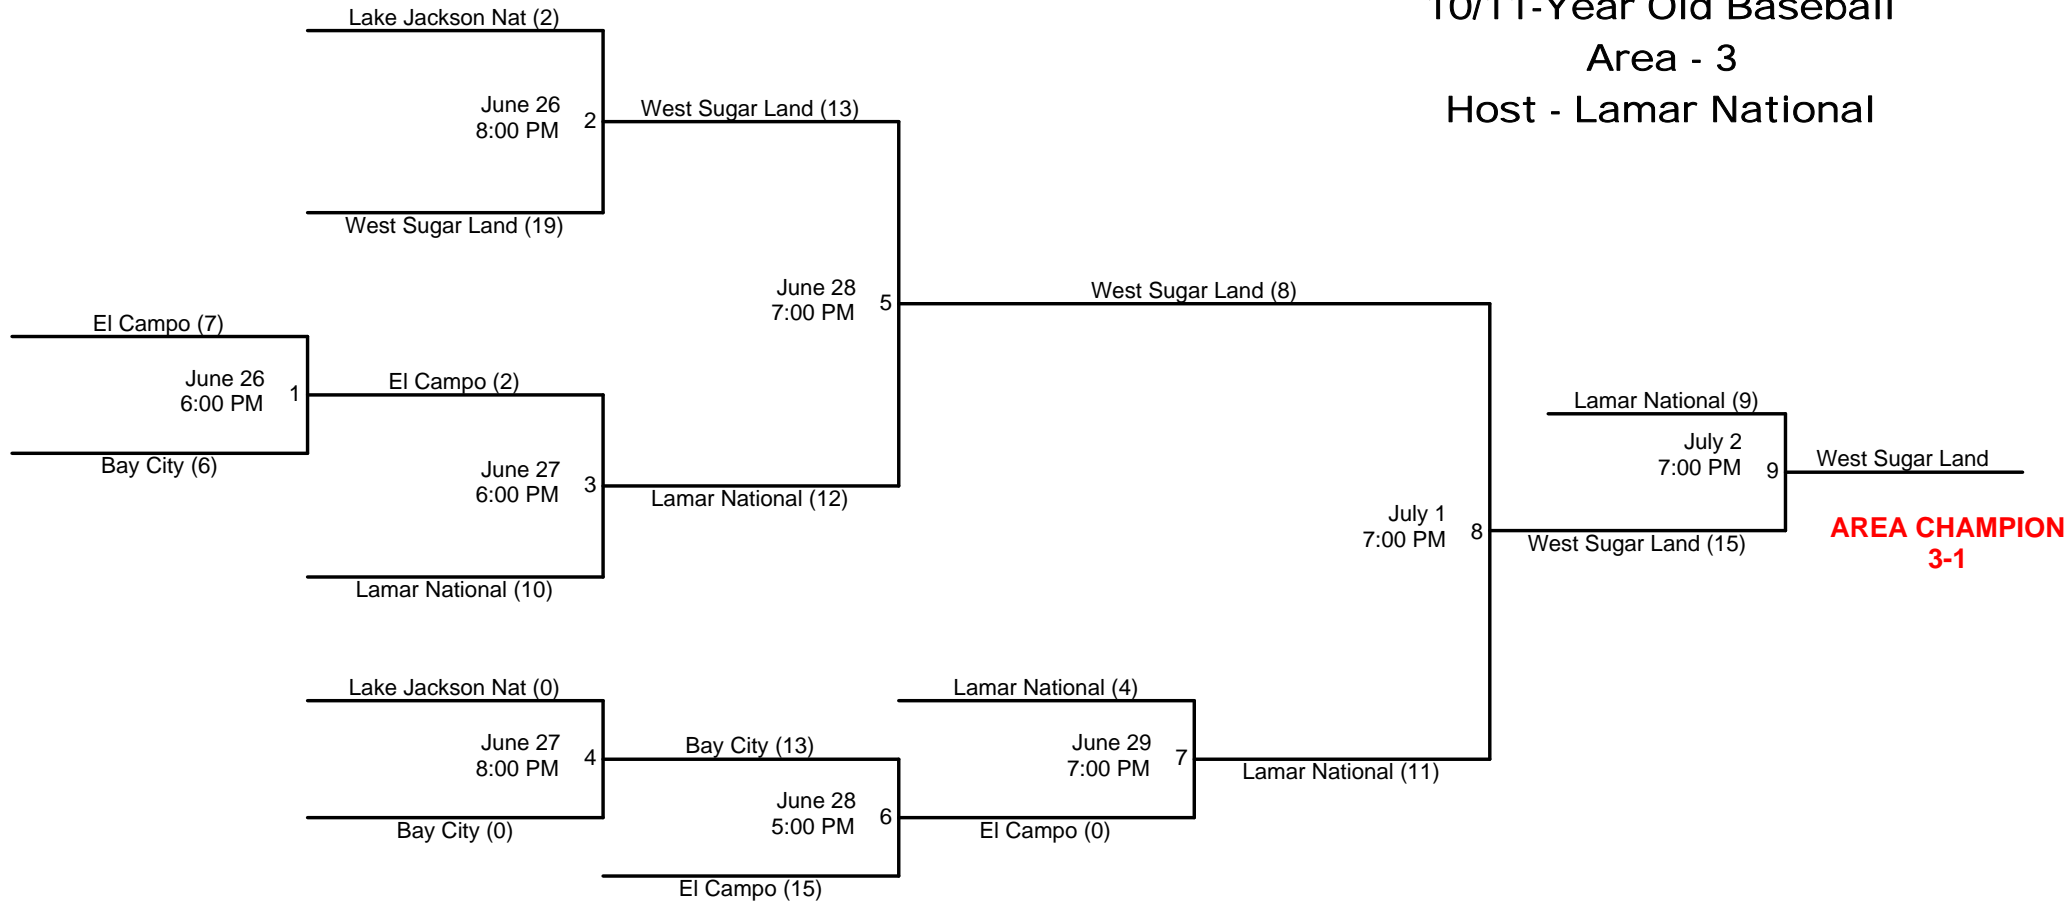 10/11-Year Old Baseball
Area - 3
Host - Lamar National
Lake Jackson Nat (2)
June 26
8:00 PM
2
West Sugar Land (13)
West Sugar Land (19)
June 28
7:00 PM
5
West Sugar Land (8)
El Campo (7)
June 26
6:00 PM
1
El Campo (2)
Bay City (6)
June 27
6:00 PM
3
Lamar National (12)
Lamar National (10)
Lamar National (9)
July 2
7:00 PM
9
West Sugar Land
July 1
7:00 PM
8
West Sugar Land (15)
AREA CHAMPION
3-1
Lake Jackson Nat (0)
June 27
8:00 PM
4
Bay City (13)
Bay City (0)
June 28
5:00 PM
6
El Campo (15)
Lamar National (4)
June 29
7:00 PM
7
Lamar National (11)
El Campo (0)